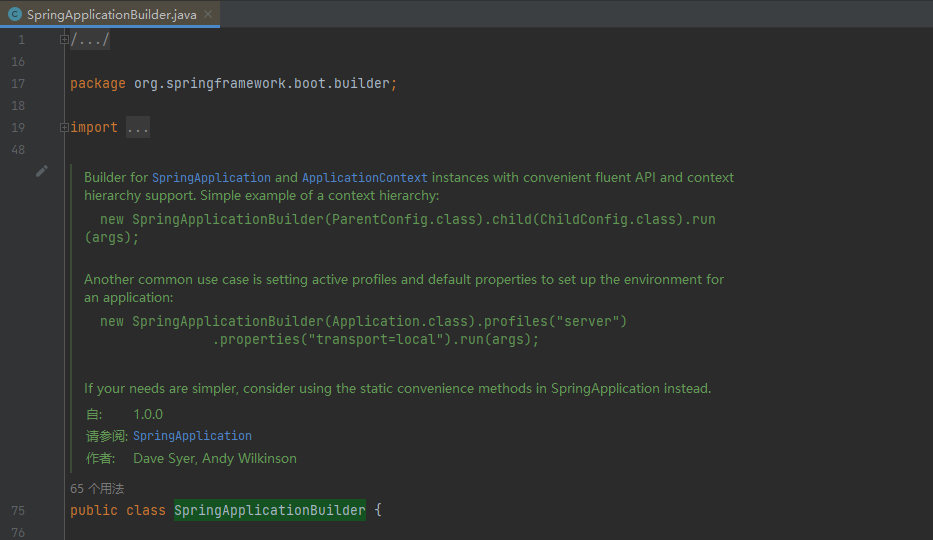 SpringApplicationBuilder.java
1 /.../
16
17 package org.springframework.boot.builder;
18
19 import ...
48
Builder for SpringApplication and ApplicationContext instances with convenient fluent API and context
hierarchy support. Simple example of a context hierarchy:
new SpringApplicationBuilder(ParentConfig.class).child(ChildConfig.class).run
(args);
Another common use case is setting active profiles and default properties to set up the environment for
an application:
new SpringApplicationBuilder(Application.class).profiles("server")
.properties("transport=local").run(args);
If your needs are simpler, consider using the static convenience methods in SpringApplication instead.
自: 1.0.0
请参阅: SpringApplication
作者: Dave Syer, Andy Wilkinson
65 个用法
75 public class SpringApplicationBuilder {
76